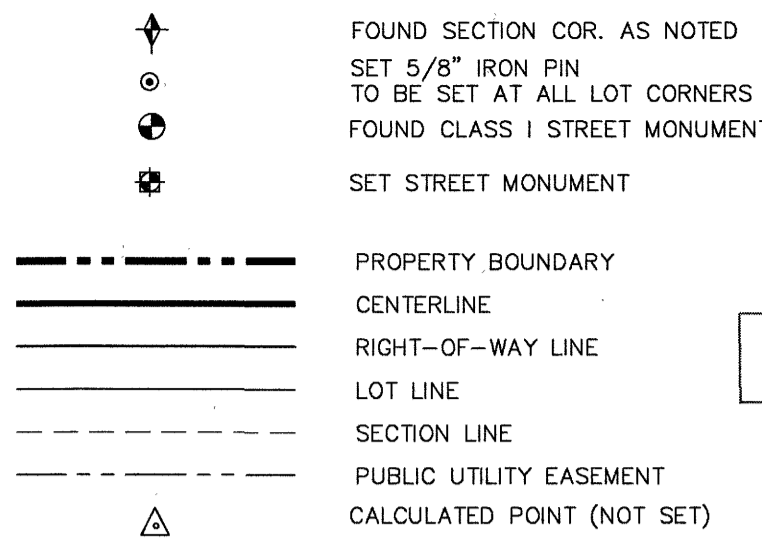 FOUND SECTION COR. AS NOTED
SET 5/8" IRON PIN
TO BE SET AT ALL LOT CORNERS
FOUND CLASS I STREET MONUMENT
SET STREET MONUMENT
PROPERTY BOUNDARY
CENTERLINE
RIGHT-OF-WAY LINE
LOT LINE
SECTION LINE
PUBLIC UTILITY EASEMENT
CALCULATED POINT (NOT SET)